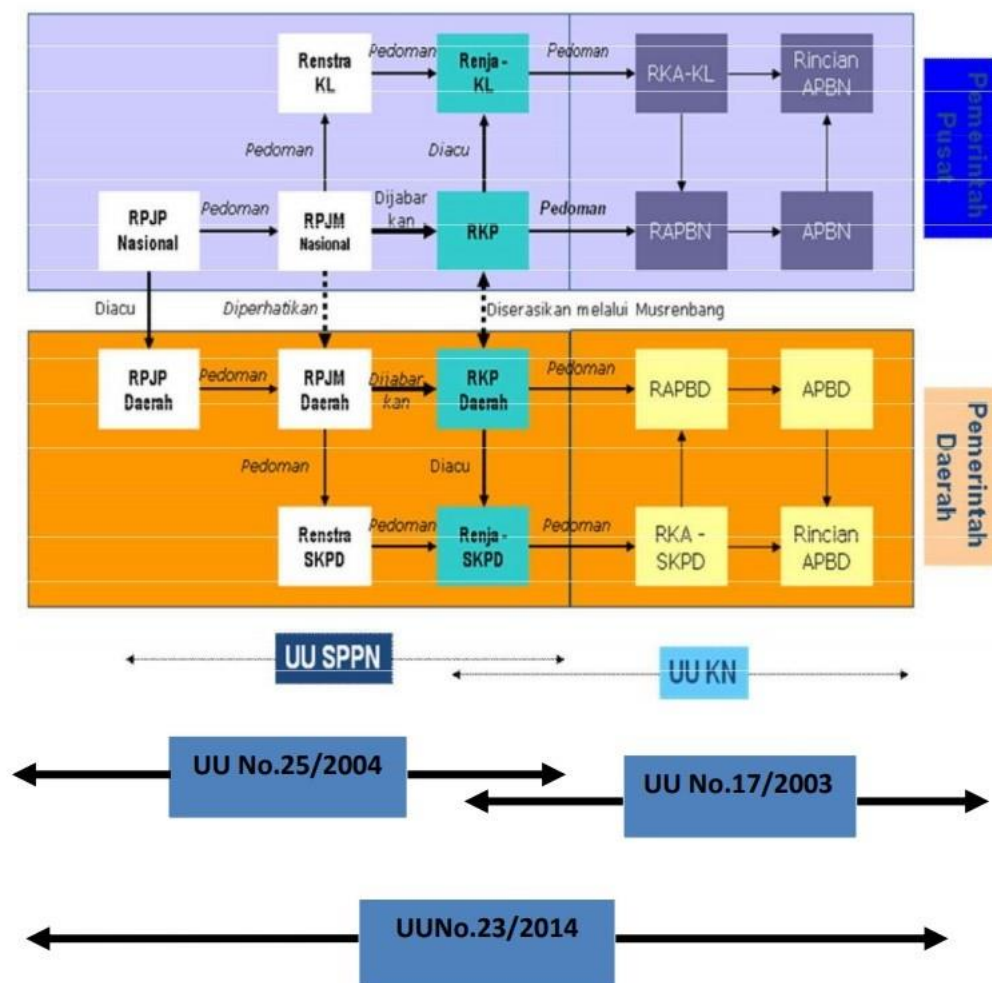 Pedoman
Pedoman
Renstra
KL
Renja -
KL
RKA-KL
Rincian
APBN
Pemerintah
Pusat
Pedoman
Diacu
RPJP
Nasional
Pedoman
RPJM
Nasional
Dijabar
kan
RKP
Pedoman
RAPBN
APBN
Diacu
Diperhatikan
Diserasikan melalui Musrenbang
RPJP
Daerah
Pedoman
RPJM
Daerah
Dijabar
kan
RKP
Daerah
Pedoman
RAPBD
APBD
Pemerintah
Daerah
Pedoman
Diacu
Renstra
SKPD
Pedoman
Renja-
SKPD
Pedoman
RKA -
SKPD
Rincian
APBD
UU SPPN
UU KN
UU No.25/2004
UU No.17/2003
UUNo.23/2014